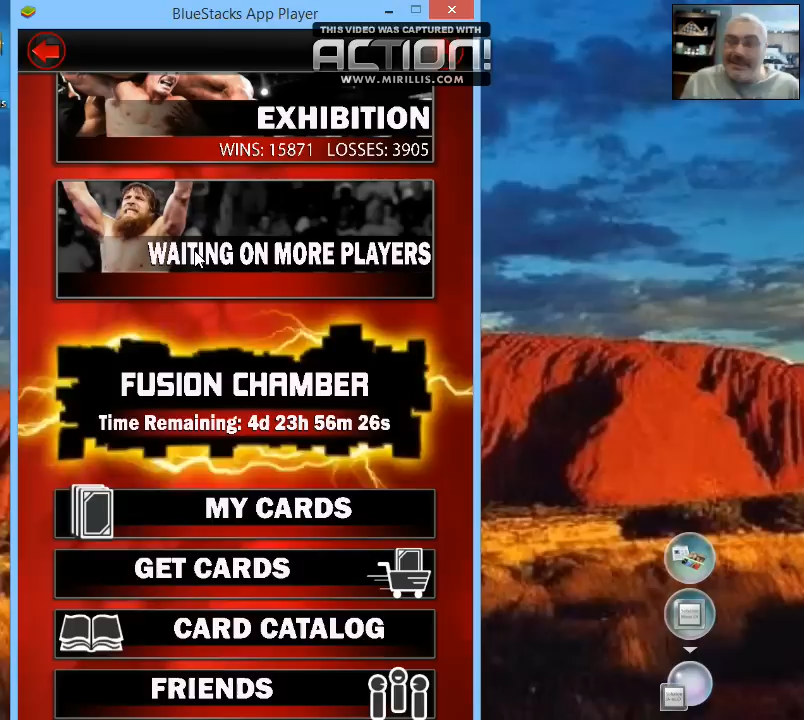 BlueStacks App Player
THIS VIDEO WAS CAPTURED WITH
ACTION!
WWW.MIRILLIS.COM
EXHIBITION
WINS: 15871 LOSSES: 3905
WAITING ON MORE PLAYERS
FUSION CHAMBER
Time Remaining: 4d 23h 56m 26s
MY CARDS
GET CARDS
CARD CATALOG
FRIENDS